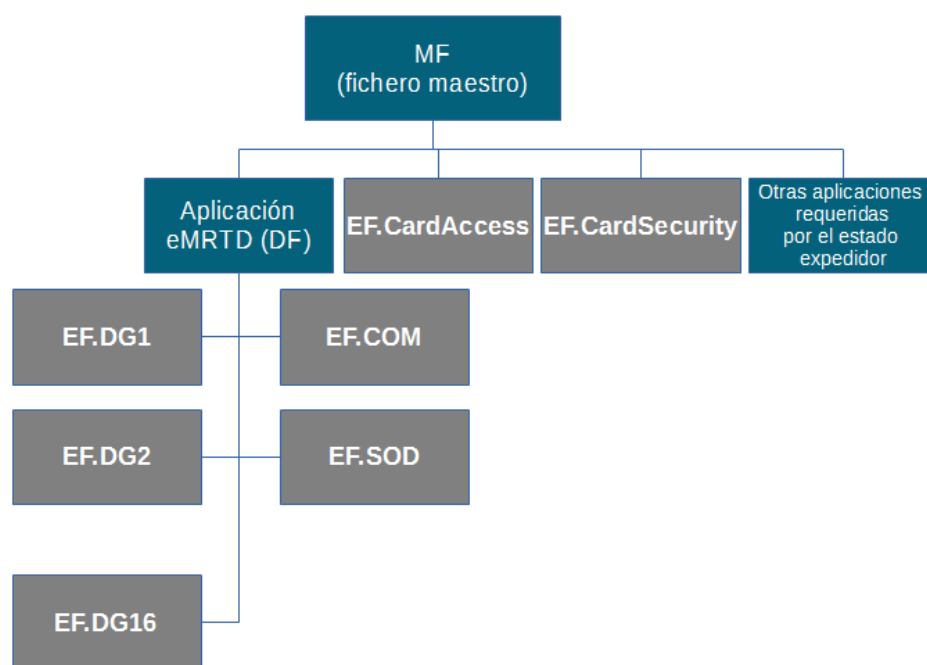 MF
(fichero maestro)
Aplicación
eMRTD (DF)
EF.CardAccess
EF.CardSecurity
Otras aplicaciones
requeridas
por el estado
expedidor
EF.DG1
EF.COM
EF.DG2
EF.SOD
EF.DG16